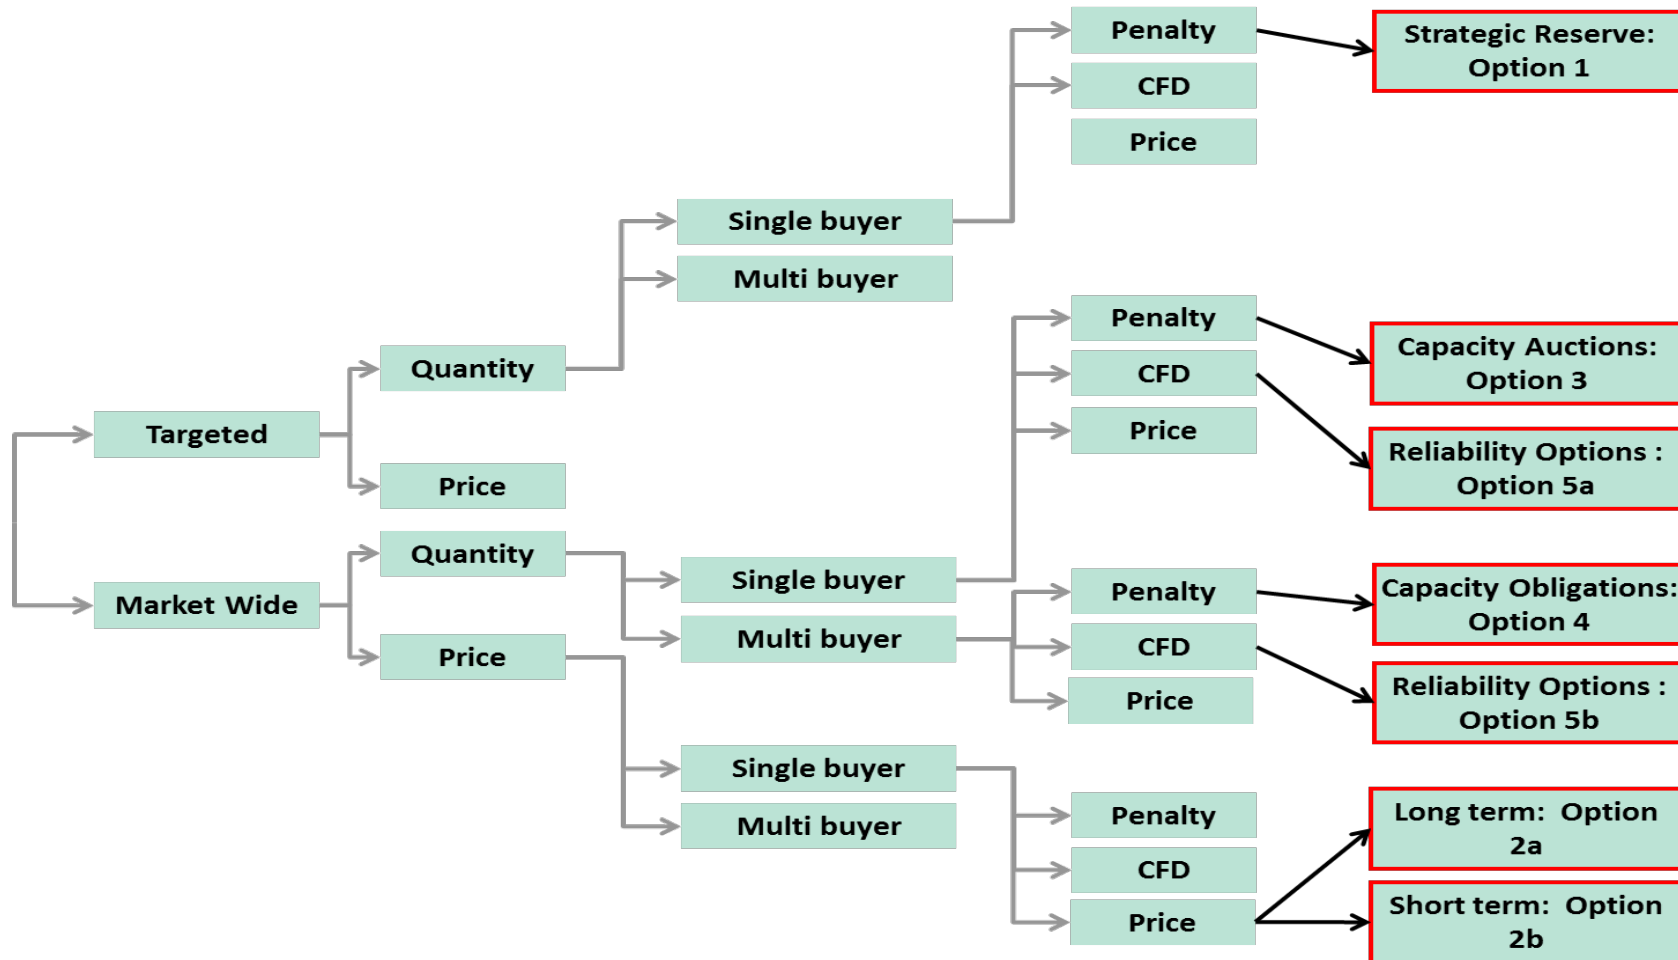 Penalty
Strategic Reserve:
Option 1
CFD
Price
Single buyer
Multi buyer
Penalty
Capacity Auctions:
Option 3
Quantity
CFD
Price
Reliability Options :
Option 5a
Targeted
Price
Quantity
Market Wide
Single buyer
Penalty
Capacity Obligations:
Option 4
Price
Multi buyer
CFD
Price
Reliability Options :
Option 5b
Single buyer
Multi buyer
Penalty
Long term:  Option
2a
CFD
Price
Short term:  Option
2b